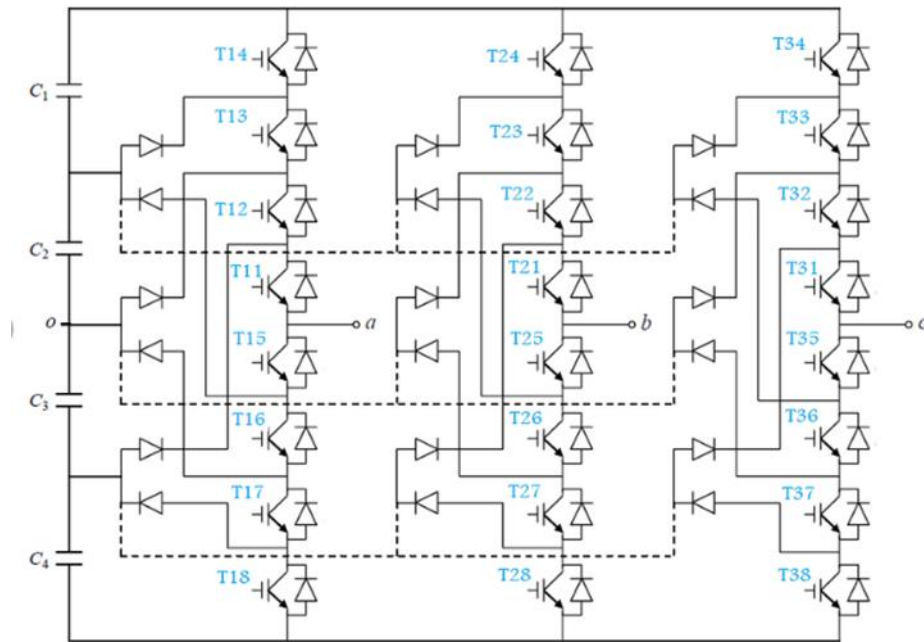 T14 T24 T34
C1
T13 T23 T33
T12 T22 T32
C2
T11 T21 T31
o a b c
T15 T25 T35
C3
T16 T26 T36
T17 T27 T37
C4
T18 T28 T38